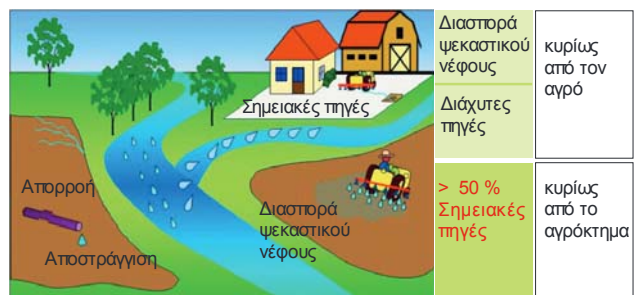 Σημειακές πηγές
Απορροή
Αποστράγγιση
Διασπορά
ψεκαστικού
νέφους
Διασπορά
ψεκαστικού
νέφους
Διάχυτες
πηγές
κυρίως
από τον
αγρό
> 50 %
Σημειακές
πηγές
κυρίως
από το
αγρόκτημα